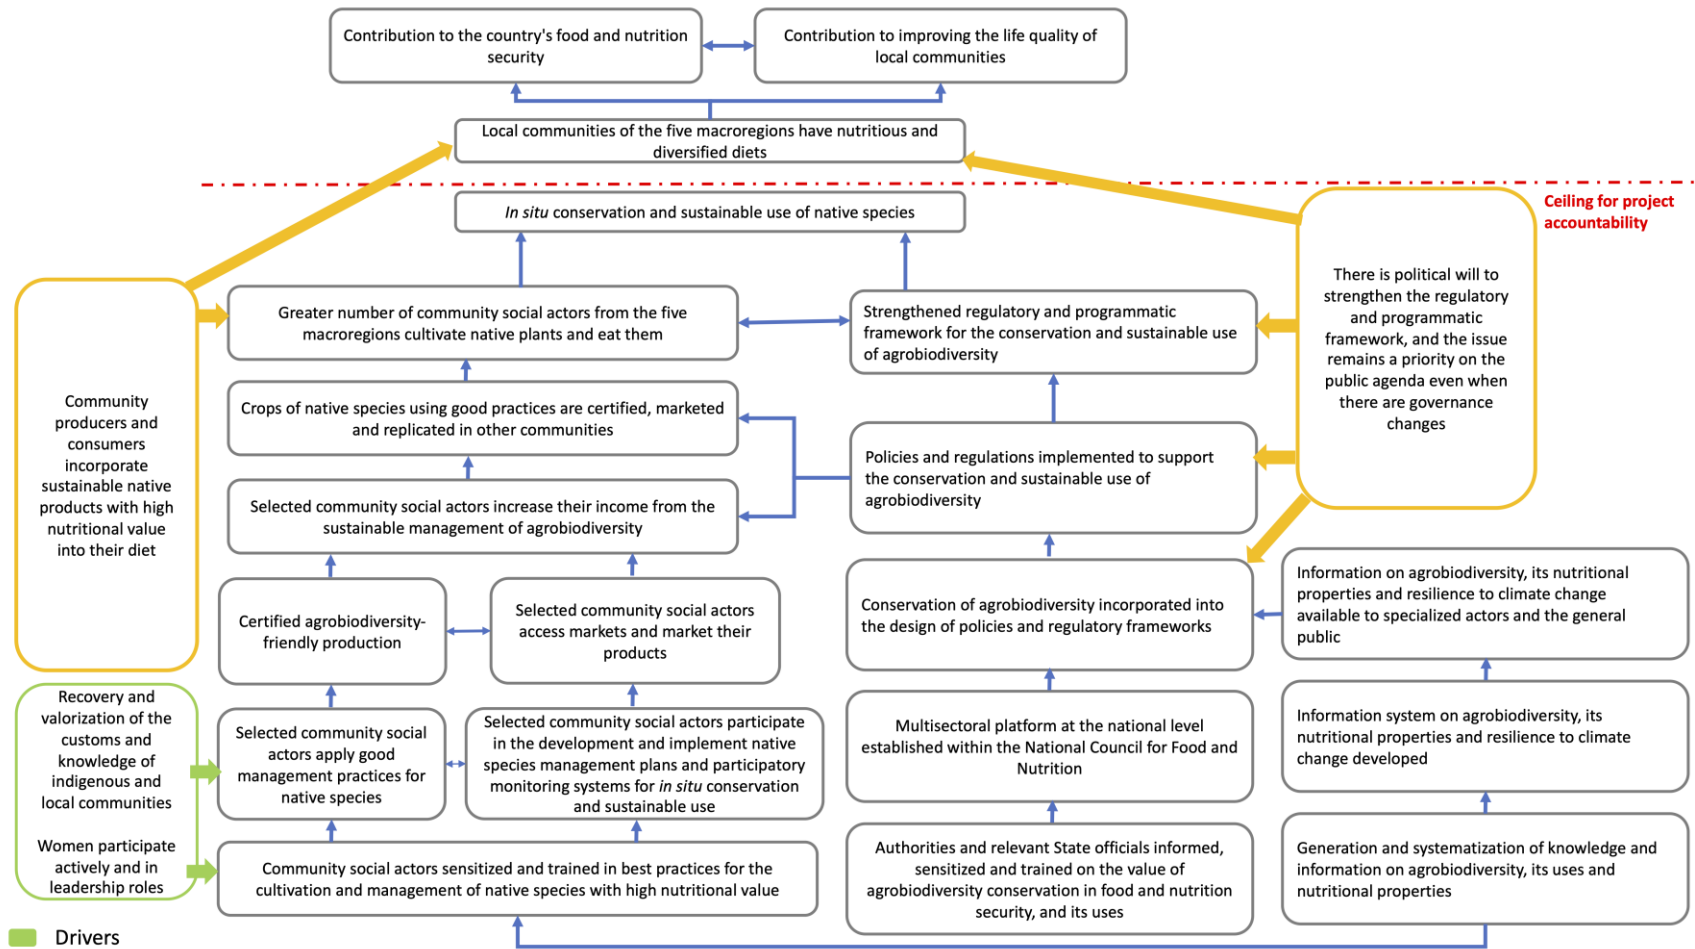 Contribution to the country's food and nutrition
security
Contribution to improving the life quality of
local communities
Local communities of the five macroregions have nutritious and
diversified diets
In situ conservation and sustainable use of native species
Ceiling for project
accountability
Greater number of community social actors from the five
macroregions cultivate native plants and eat them
Strengthened regulatory and programmatic
framework for the conservation and sustainable use
of agrobiodiversity
There is political will to
strengthen the regulatory
and programmatic
framework, and the issue
remains a priority on the
public agenda even when
there are governance
changes
Community
producers and
consumers
incorporate
sustainable native
products with high
nutritional value
into their diet
Crops of native species using good practices are certified, marketed
and replicated in other communities
Policies and regulations implemented to support
the conservation and sustainable use of
agrobiodiversity
Selected community social actors increase their income from the
sustainable management of agrobiodiversity
Certified agrobiodiversity-
friendly production
Selected community social actors
access markets and market their
products
Conservation of agrobiodiversity incorporated into
the design of policies and regulatory frameworks
Information on agrobiodiversity, its nutritional
properties and resilience to climate change
available to specialized actors and the general
public
Recovery and
valorization of the
customs and
knowledge of
indigenous and
local communities
Women participate
actively and in
leadership roles
Selected community social
actors apply good
management practices for
native species
Selected community social actors participate
in the development and implement native
species management plans and participatory
monitoring systems for in situ conservation
and sustainable use
Multisectoral platform at the national level
established within the National Council for Food and
Nutrition
Information system on agrobiodiversity, its
nutritional properties and resilience to climate
change developed
Community social actors sensitized and trained in best practices for the
cultivation and management of native species with high nutritional value
Authorities and relevant State officials informed,
sensitized and trained on the value of
agrobiodiversity conservation in food and nutrition
security, and its uses
Generation and systematization of knowledge and
information on agrobiodiversity, its uses and
nutritional properties
Drivers